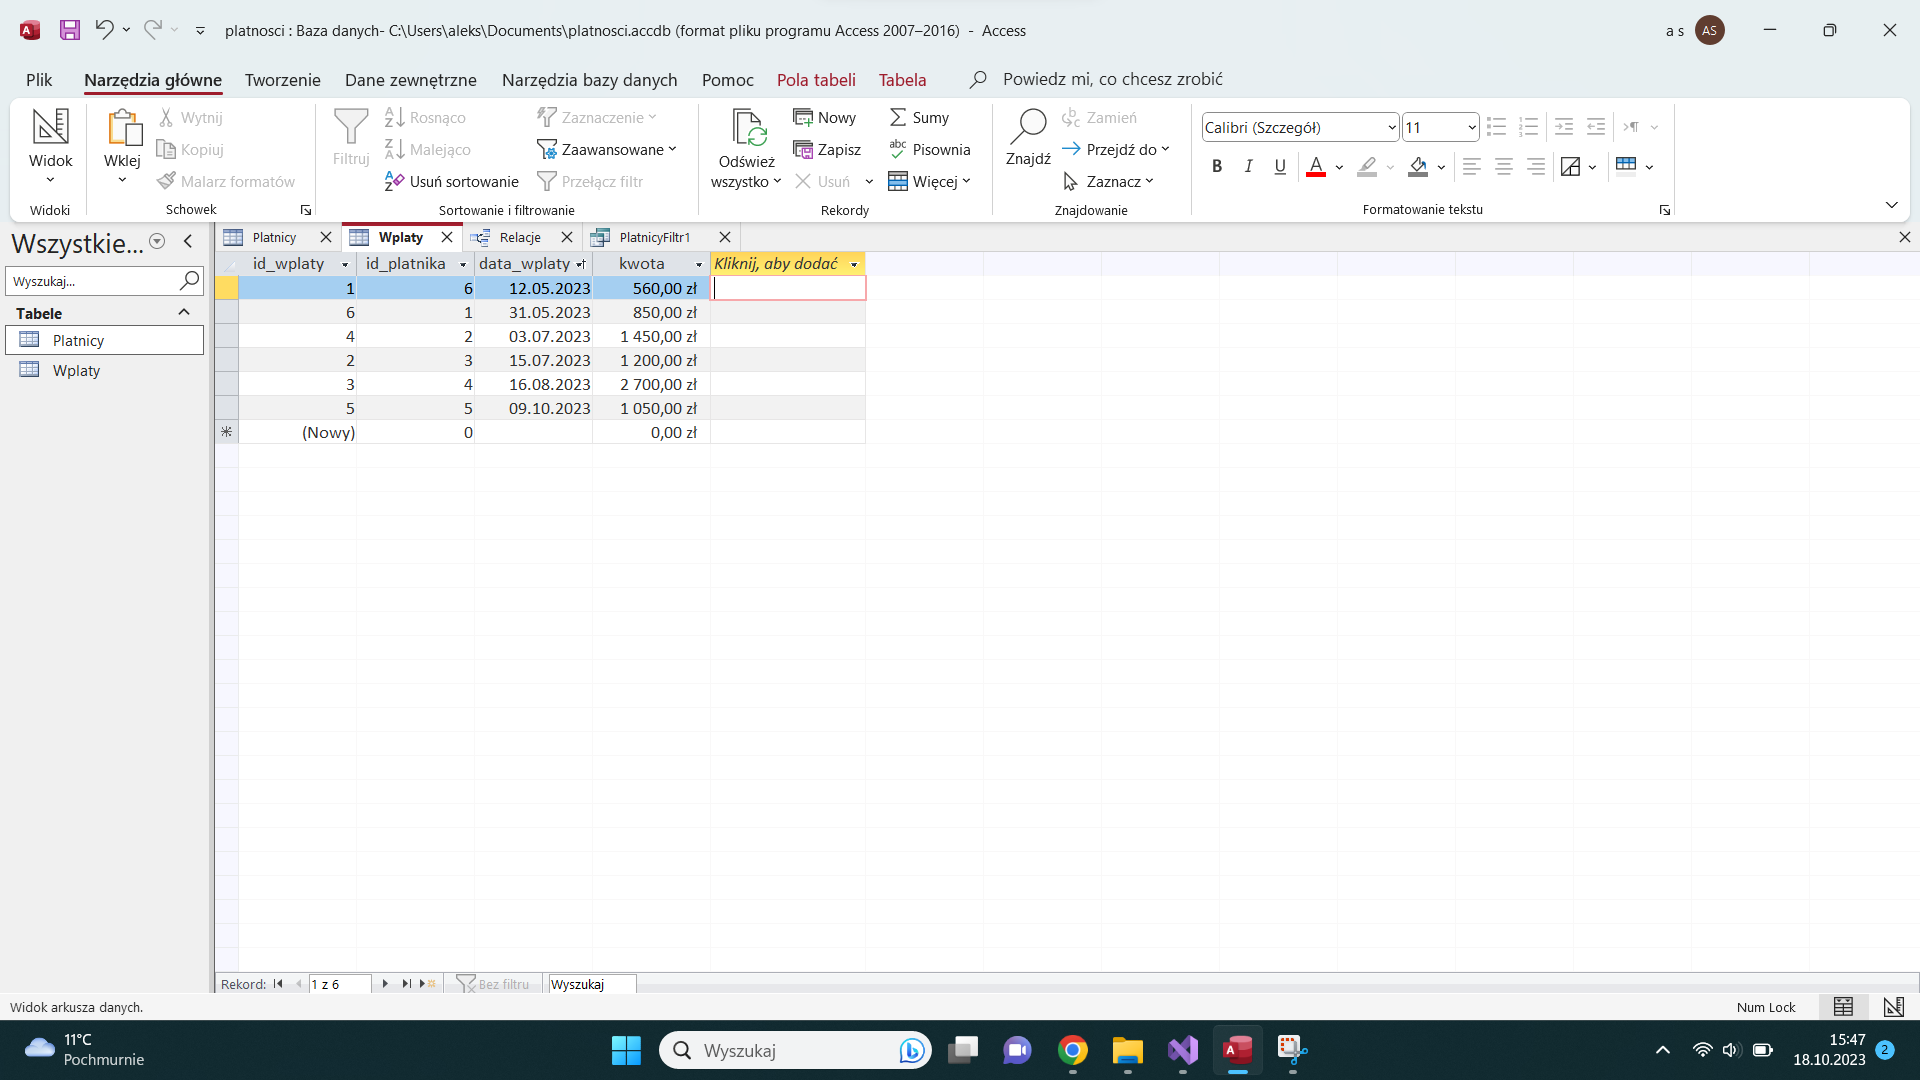 platnosci : Baza danych- C:\Users\aleks\Documents\platnosci.accdb (format pliku programu Access 2007–2016) - Access
a s
AS
Plik
Narzędzia główne
Tworzenie
Dane zewnętrzne
Narzędzia bazy danych
Pomoc
Pola tabeli
Tabela
Powiedz mi, co chcesz zrobić
Widok
Widoki
Wklej
Wytnij
Kopiuj
Malarz formatów
Schowek
Filtruj
Rosnąco
Malejąco
Usuń sortowanie
Zaznaczenie
Zaawansowane
Przełącz filtr
Sortowanie i filtrowanie
Odśwież
wszystko
Nowy
Zapisz
Usuń
Sumy
Pisownia
Więcej
Rekordy
Znajdź
Zamień
Przejdź do
Zaznacz
Znajdowanie
Calibri (Szczegół)
11
B I U A
Formatowanie tekstu
Wszystkie...
Wyszukaj...
Tabele
Platnicy
Wplaty
Platnicy
Wplaty
Relacje
PlatnicyFiltr1
id_wplaty id_platnika data_wplaty kwota Kliknij, aby dodać
1 6 12.05.2023 560,00 zł
6 1 31.05.2023 850,00 zł
4 2 03.07.2023 1 450,00 zł
2 3 15.07.2023 1 200,00 zł
3 4 16.08.2023 2 700,00 zł
5 5 09.10.2023 1 050,00 zł
(Nowy) 0 0,00 zł
Rekord: 1 z 6 Bez filtru Wyszukaj
Widok arkusza danych.
Num Lock
11°C
Pochmurnie
Wyszukaj
15:47
18.10.2023
2